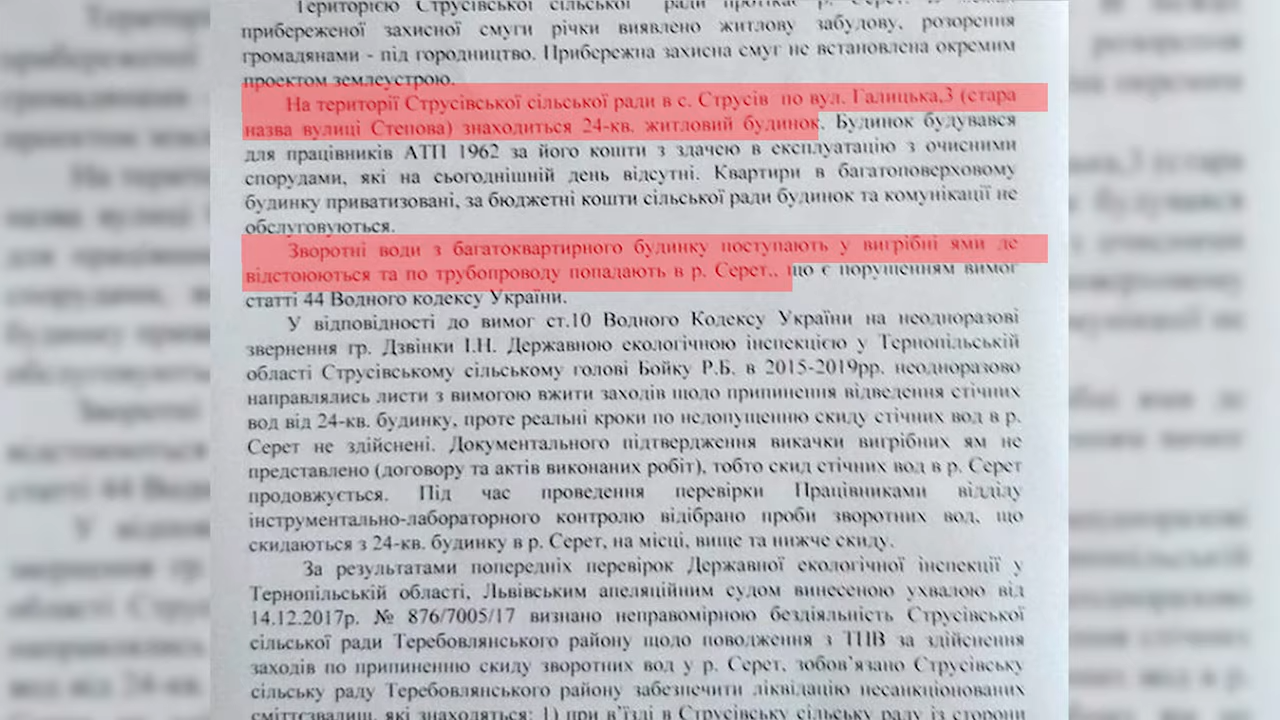 Територією Струсівської сільської ради протікає р. Серет. В межах
прибереженої захисної смуги річки виявлено житлову забудову, розорення
громадянами - під городництво. Прибережна захисна смуг не встановлена окремим
проектом землеустрою.
На території Струсівської сільської ради в с. Струсів по вул. Галицька,3 (стара
назва вулиці Степова) знаходиться 24-кв. житловий будинок. Будинок будувався
для працівників АТП 1962 за його кошти з здачею в експлуатацію з очисними
спорудами, які на сьогоднішній день відсутні. Квартири в багатоповерховому
будинку приватизовані, за бюджетні кошти сільської ради будинок та комунікації не
обслуговуються.
Зворотні води з багатоквартирного будинку поступають у вигрібні ями де
відстоюються та по трубопроводу попадають в р. Серет., що є порушенням вимог
статті 44 Водного кодексу України.
У відповідності до вимог ст.10 Водного Кодексу України на неодноразові
звернення гр. Дзвінки І.Н. Державною екологічною інспекцією у Тернопільській
області Струсівському сільському голові Бойку Р.Б. в 2015-2019рр. неодноразово
направлялись листи з вимогою вжити заходів щодо припинення відведення стічних
вод від 24-кв. будинку, проте реальні кроки по недопущенню скиду стічних вод в р.
Серет не здійснені. Документального підтвердження викачки вигрібних ям не
представлено (договору та актів виконаних робіт), тобто скид стічних вод в р. Серет
продовжується. Під час проведення перевірки Працівниками відділу
інструментально-лабораторного контролю відібрано проби зворотних вод, що
скидаються з 24-кв. будинку в р. Серет, на місці, вище та нижче скиду.
За результатами попередніх перевірок Державної екологічної інспекції у
Тернопільській області, Львівським апеляційним судом винесеною ухвалою від
14.12.2017р. № 876/7005/17 визнано неправомірною бездіяльність Струсівської
сільської ради Теребовлянського району щодо поводження з ТПВ за здійснення
заходів по припиненню скиду зворотних вод у р. Серет, зобов'язано Струсівську
сільську раду Теребовлянського району забезпечити ліквідацію несанкціонованих
сміттєзвалищ, які знаходяться: 1) при в'їзді в Струсівську сільську раду із сторони